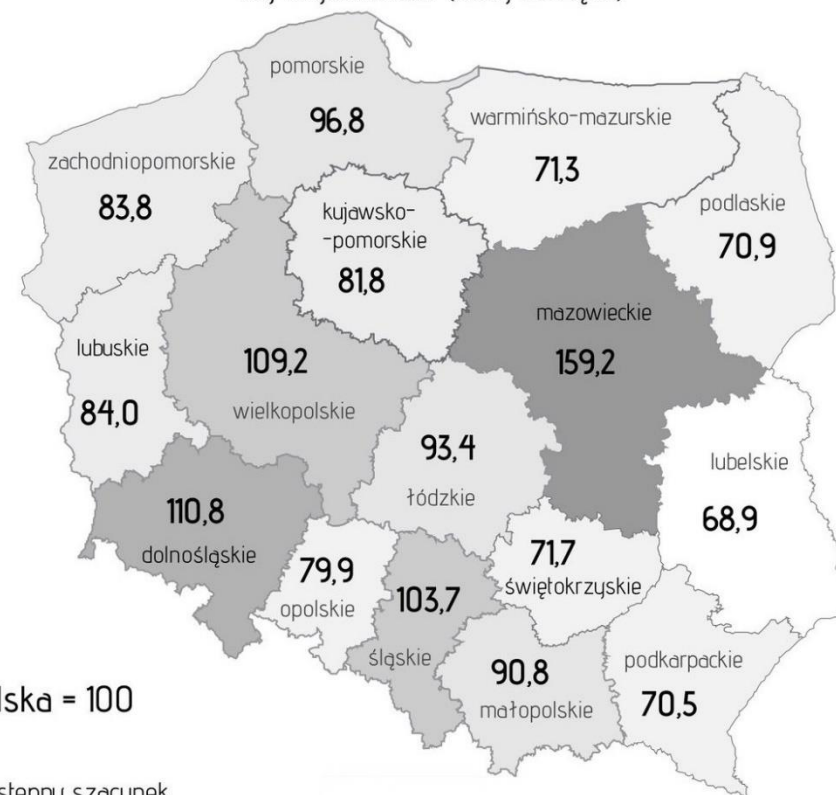 pomorskie
96,8
warmińsko-mazurskie
71,3
zachodniopomorskie
83,8
podlaskie
70,9
kujawsko-
-pomorskie
81,8
mazowieckie
159,2
lubuskie
84,0
109,2
wielkopolskie
93,4
łódzkie
lubelskie
68,9
110,8
dolnośląskie
79,9
opolskie
103,7
śląskie
71,7
świętokrzyskie
90,8
małopolskie
podkarpackie
70,5
lska = 100
stępny szacunek